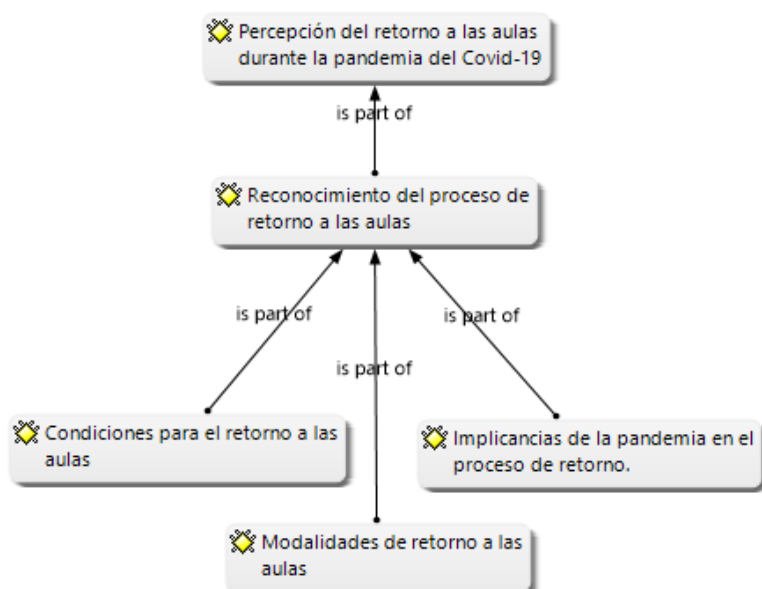 Percepción del retorno a las aulas
durante la pandemia del Covid-19
is part of
Reconocimiento del proceso de
retorno a las aulas
is part of
is part of
is part of
Condiciones para el retorno a las
aulas
Implicancias de la pandemia en el
proceso de retorno.
Modalidades de retorno a las
aulas